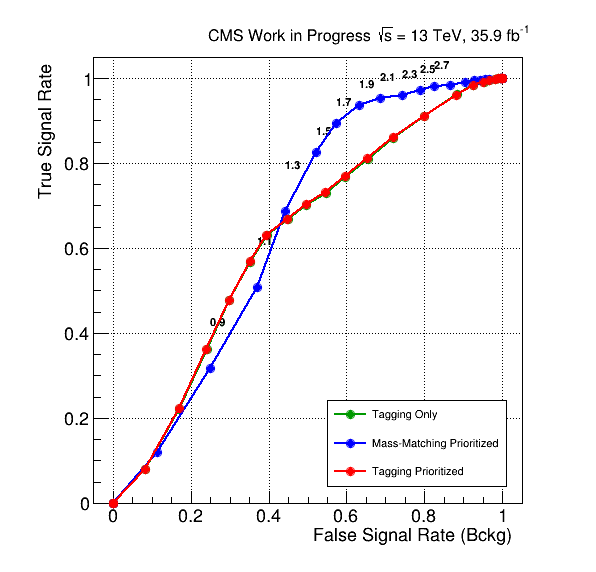 CMS Work in Progress √s = 13 TeV, 35.9 fb⁻¹
True Signal Rate
1
0.8
0.6
0.4
0.2
0
2.7
2.5
2.3
2.1
1.9
1.7
1.5
1.3
0.9
Tagging Only
Mass-Matching Prioritized
Tagging Prioritized
0 0.2 0.4 0.6 0.8 1
False Signal Rate (Bckg)